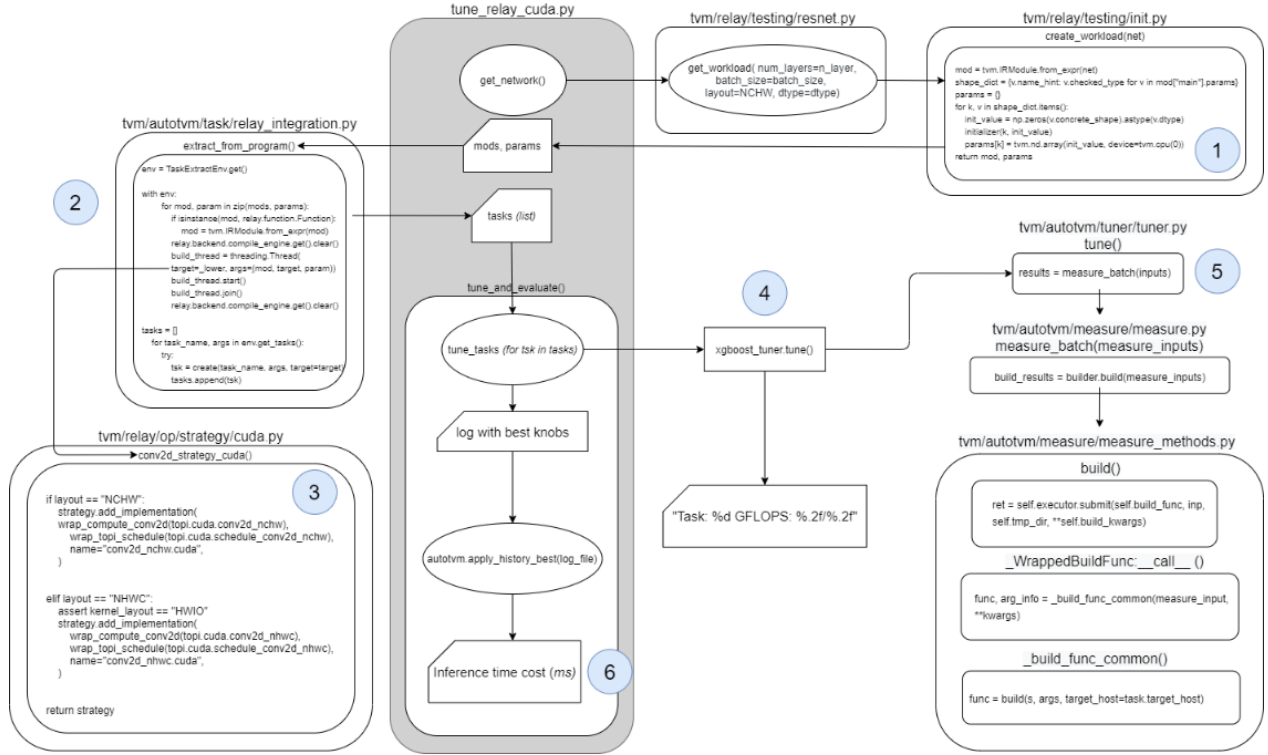 tune_relay_cuda.py
get_network()
mods, params
tasks (list)
tune_and_evaluate()
tune_tasks (for tsk in tasks)
log with best knobs
autotvm.apply_history_best(log_file)
Inference time cost (ms)
6
tvm/relay/testing/resnet.py
get_workload( num_layers=n_layer,
batch_size=batch_size,
layout=NCHW, dtype=dtype)
tvm/relay/testing/init.py
create_workload(net)
mod = tvm.IRModule.from_expr(net)
shape_dict = {v.name_hint: v.checked_type for v in mod["main"].params}
params = {}
for k, v in shape_dict.items():
init_value = np.zeros(v.concrete_shape).astype(v.dtype)
initializer(k, init_value)
params[k] = tvm.nd.array(init_value, device=tvm.cpu(0))
return mod, params
1
tvm/autotvm/task/relay_integration.py
extract_from_program()
env = TaskExtractEnv.get()
with env:
for mod, param in zip(mods, params):
if isinstance(mod, relay.function.Function):
mod = tvm.IRModule.from_expr(mod)
relay.backend.compile_engine.get().clear()
build_thread = threading.Thread(
target=_lower, args=(mod, target, param))
build_thread.start()
build_thread.join()
relay.backend.compile_engine.get().clear()
tasks = []
for task_name, args in env.get_tasks():
try:
tsk = create(task_name, args, target=target)
tasks.append(tsk)
2
tvm/relay/op/strategy/cuda.py
conv2d_strategy_cuda()
3
if layout == "NCHW":
strategy.add_implementation(
wrap_compute_conv2d(topi.cuda.conv2d_nchw),
wrap_topi_schedule(topi.cuda.schedule_conv2d_nchw),
name="conv2d_nchw.cuda",
)
elif layout == "NHWC":
assert kernel_layout == "HWIO"
strategy.add_implementation(
wrap_compute_conv2d(topi.cuda.conv2d_nhwc),
wrap_topi_schedule(topi.cuda.schedule_conv2d_nhwc),
name="conv2d_nhwc.cuda",
)
return strategy
4
xgboost_tuner.tune()
"Task: %d GFLOPS: %.2f/%.2f"
tvm/autotvm/tuner/tuner.py
tune()
results = measure_batch(inputs)
5
tvm/autotvm/measure/measure.py
measure_batch(measure_inputs)
build_results = builder.build(measure_inputs)
tvm/autotvm/measure/measure_methods.py
build()
ret = self.executor.submit(self.build_func, inp,
self.tmp_dir, **self.build_kwargs)
_WrappedBuildFunc:__call__ ()
func, arg_info = _build_func_common(measure_input,
**kwargs)
_build_func_common()
func = build(s, args, target_host=task.target_host)